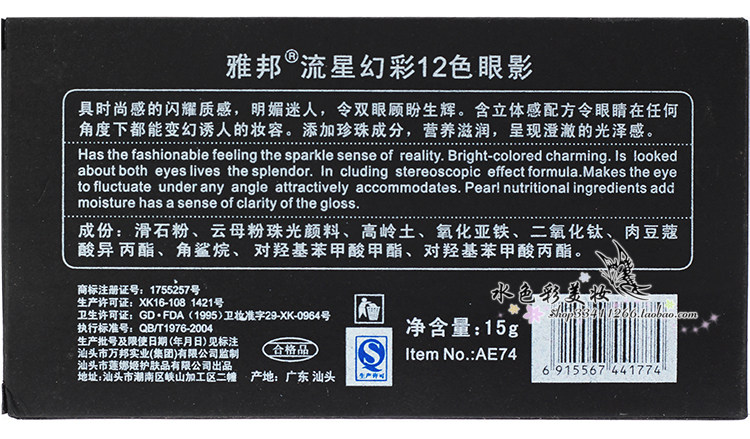 雅邦®流星幻彩12色眼影
具时尚感的闪耀质感，明媚迷人，令双眼顾盼生辉。含立体感配方令眼睛在任何
角度下都能变幻诱人的妆容。添加珍珠成分，营养滋润，呈现澄澈的光泽感。
Has the fashionable feeling the sparkle sense of reality. Bright-colored charming. Is looked
about both eyes lives the splendor. In cluding stereoscopic effect formula.Makes the eye
to fluctuate under any angle attractively accommodates. Pearl nutritional ingredients add
moisture has a sense of clarity of the gloss.
成份：滑石粉、云母粉珠光颜料、高岭土、氧化亚铁、二氧化钛、肉豆蔻
酸异丙酯、角鲨烷、对羟基苯甲酸甲酯、对羟基苯甲酸丙酯。
商标注册证号：1755257号
生产许可证：XK16-108 1421号
卫生许可证：GD·FDA（1995）卫妆准字29-XK-0964号
执行标准号：QB/T1976-2004
生产批号及限使日期（年月日）见标注
汕头市万邦实业(集团)有限公司监制
汕头市莲娜姬护肤品有限公司出品
地址：汕头市潮南区峡山加工区二幢 产地：广东 汕头
合格品
QS
生产许可
净含量：15g
Item No.:AE74
水色彩美妆
shop33411266.taobao.com
6 915567 441774